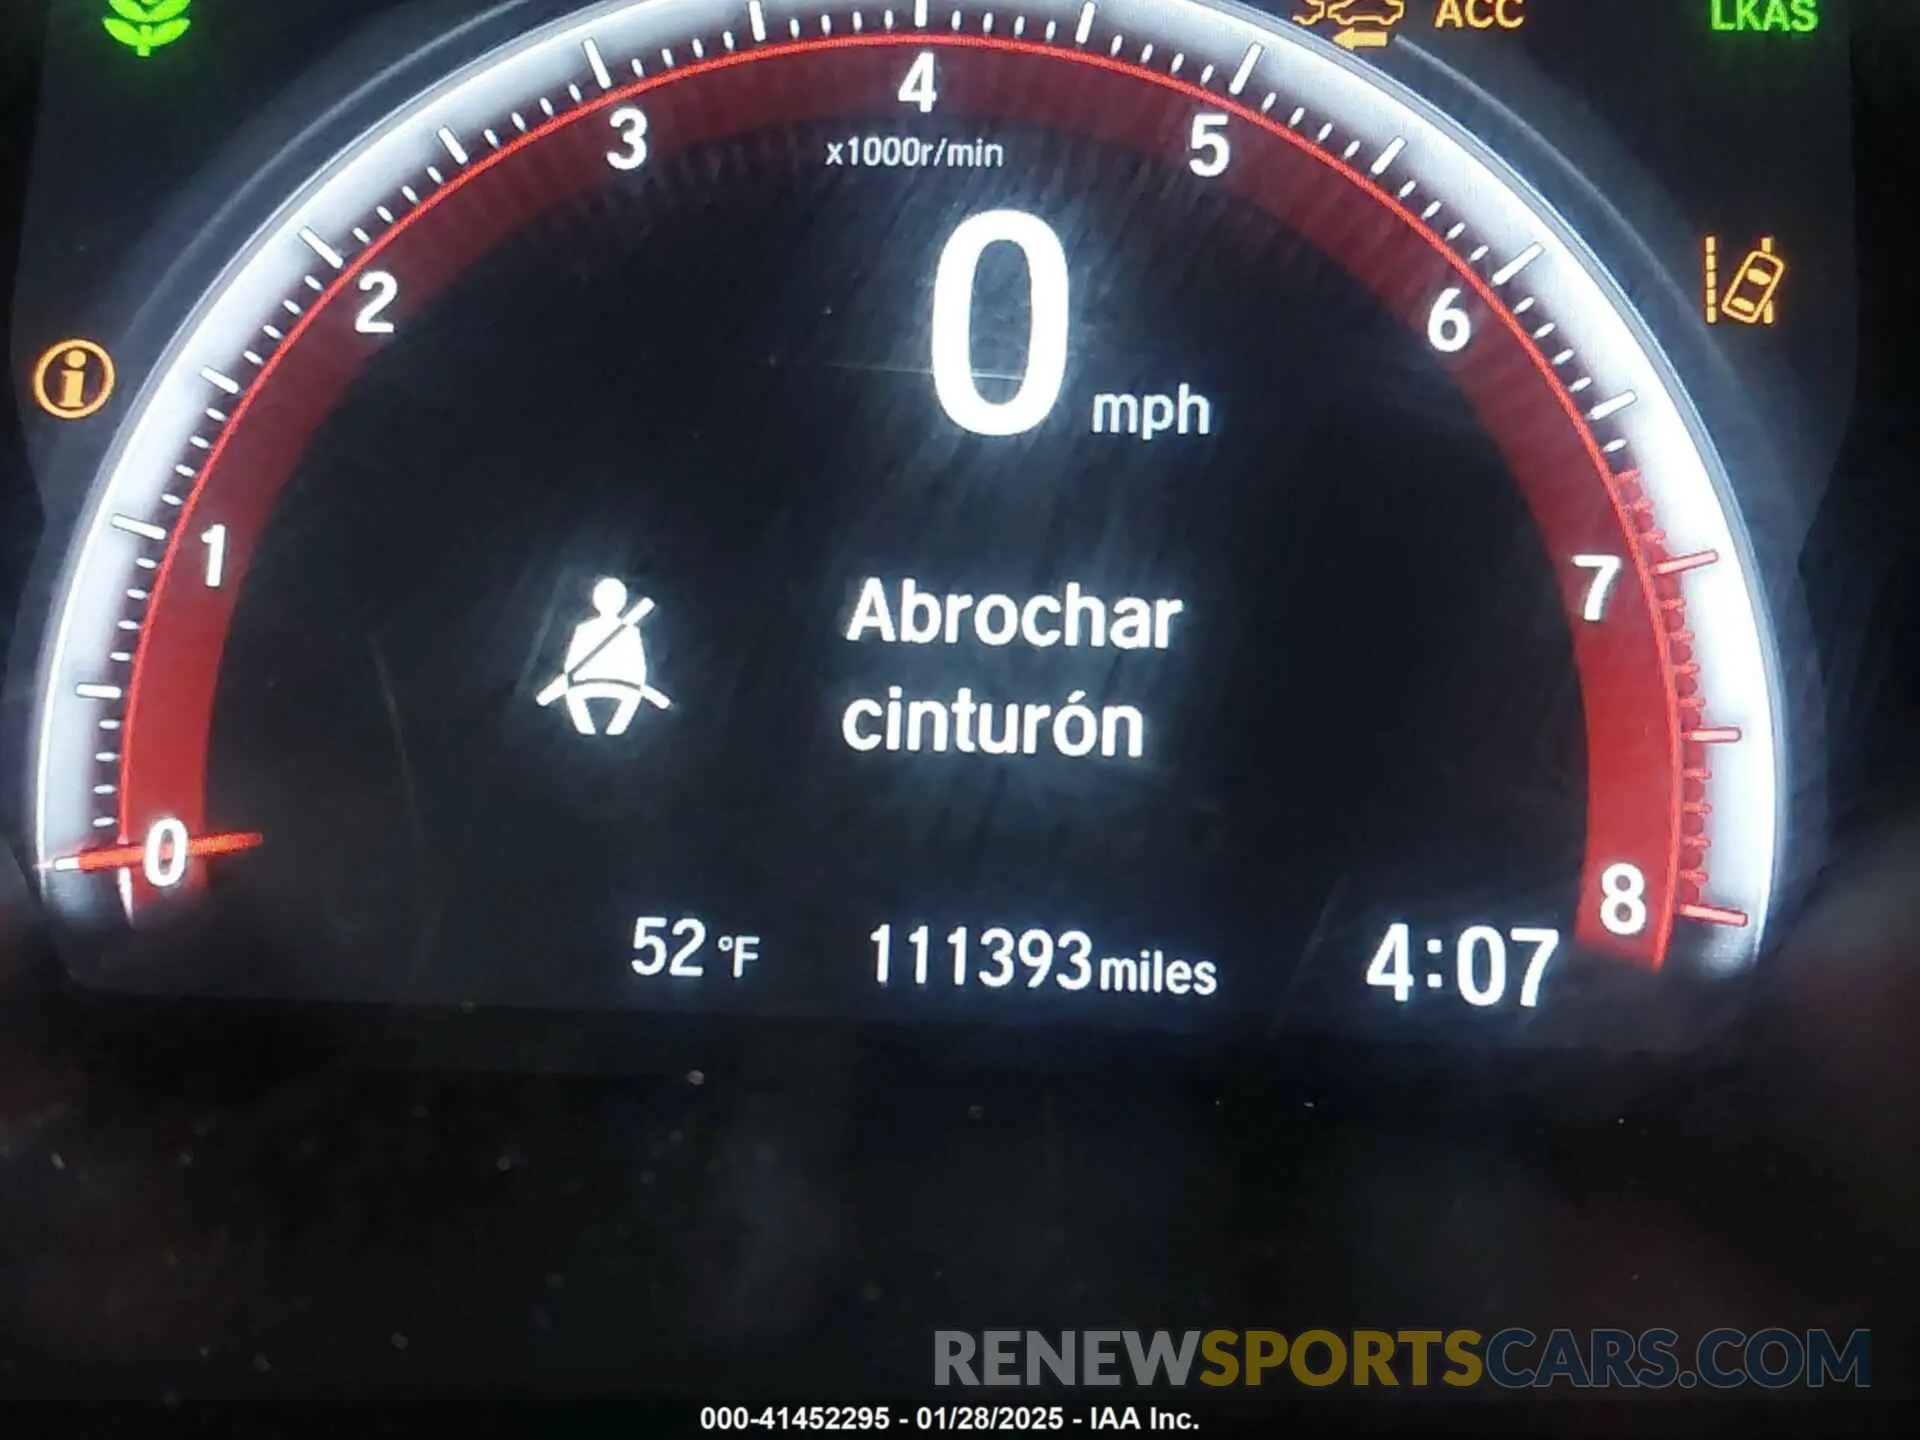 ACC
LKAS
4
3
5
x1000r/min
2
0
6
mph
1
7
Abrochar
cinturón
0
8
52 °F
111393 miles
4:07
RENEWSPORTSCARS.COM
000-41452295 - 01/28/2025 - IAA Inc.